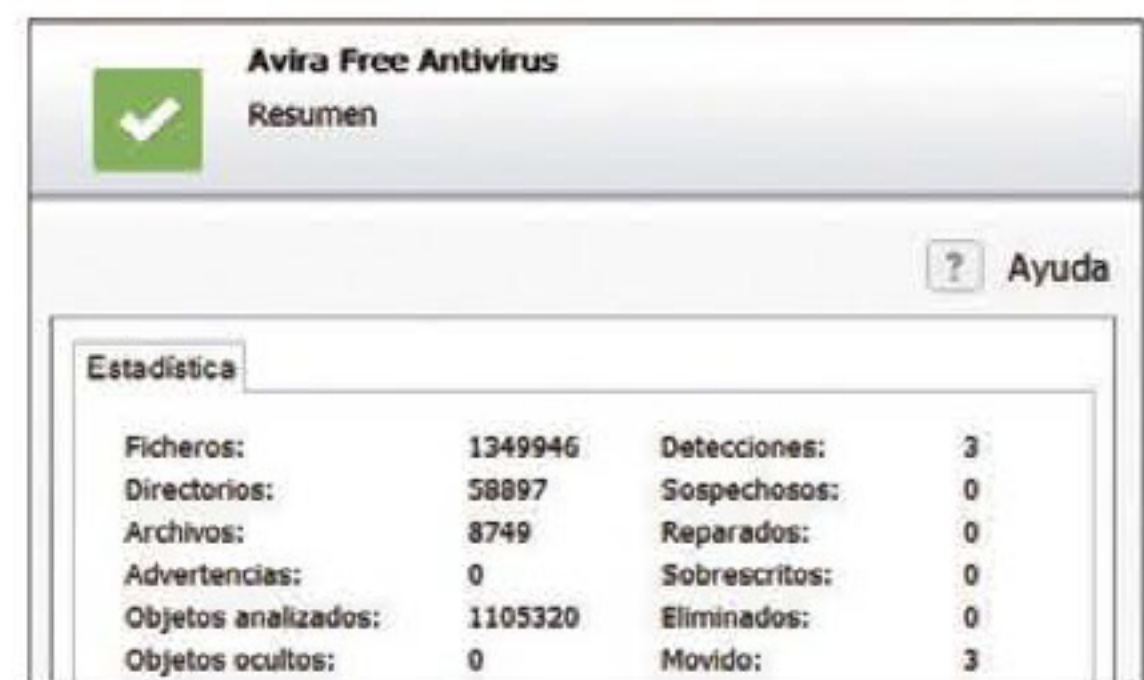 Avira Free Antivirus
Resumen
? Ayuda
Estadística
Ficheros: 1349946 Detecciones: 3
Directorios: 58897 Sospechosos: 0
Archivos: 8749 Reparados: 0
Advertencias: 0 Sobrescritos: 0
Objetos analizados: 1105320 Eliminados: 0
Objetos ocultos: 0 Movido: 3